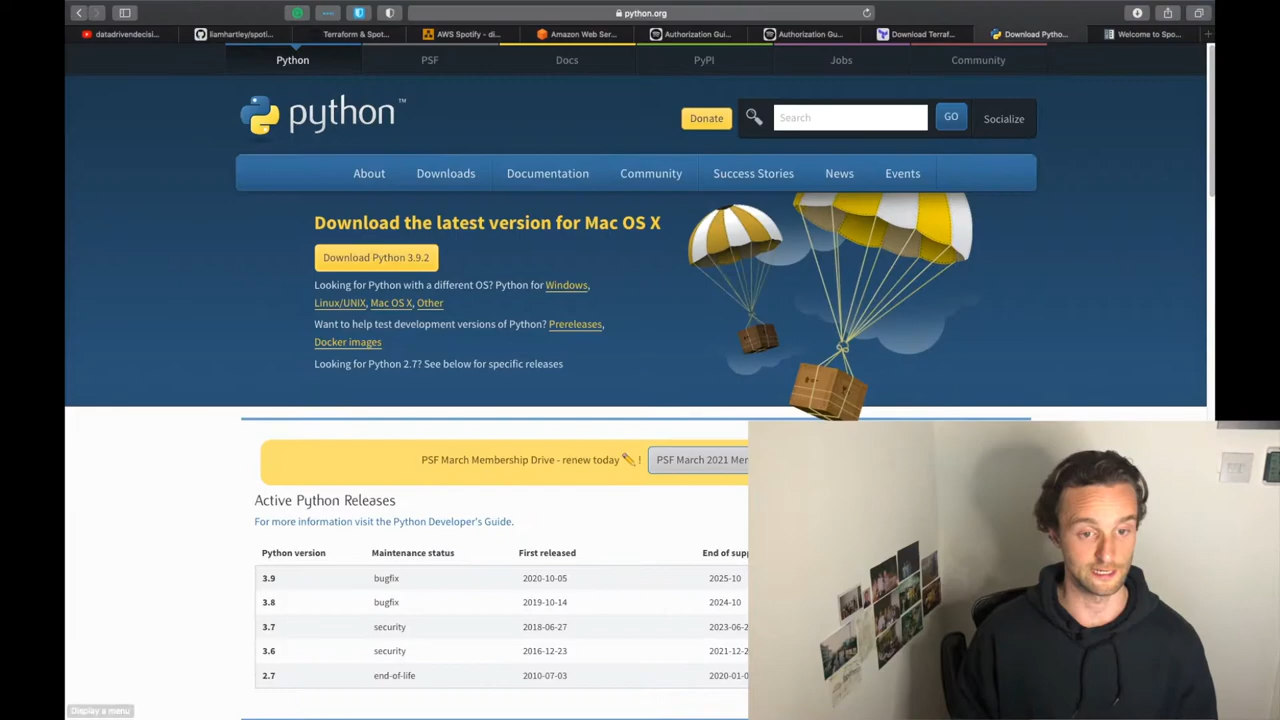 python.org
datadrivendecisi...
liamhartley/spoti...
Terraform & Spot...
AWS Spotify - di...
Amazon Web Ser...
Authorization Gui...
Authorization Gu...
Download Terraf...
Download Pytho...
Welcome to Spo...
Python
PSF
Docs
PyPI
Jobs
Community
python™
Donate
Search
GO
Socialize
About
Downloads
Documentation
Community
Success Stories
News
Events
Download the latest version for Mac OS X
Download Python 3.9.2
Looking for Python with a different OS? Python for Windows,
Linux/UNIX, Mac OS X, Other
Want to help test development versions of Python? Prereleases,
Docker images
Looking for Python 2.7? See below for specific releases
PSF March Membership Drive - renew today ✏️ !
PSF March 2021 Mer
Active Python Releases
For more information visit the Python Developer's Guide.
Python version Maintenance status First released End of supp
3.9 bugfix 2020-10-05 2025-10
3.8 bugfix 2019-10-14 2024-10
3.7 security 2018-06-27 2023-06-2
3.6 security 2016-12-23 2021-12-2
2.7 end-of-life 2010-07-03 2020-01-0
Display a menu